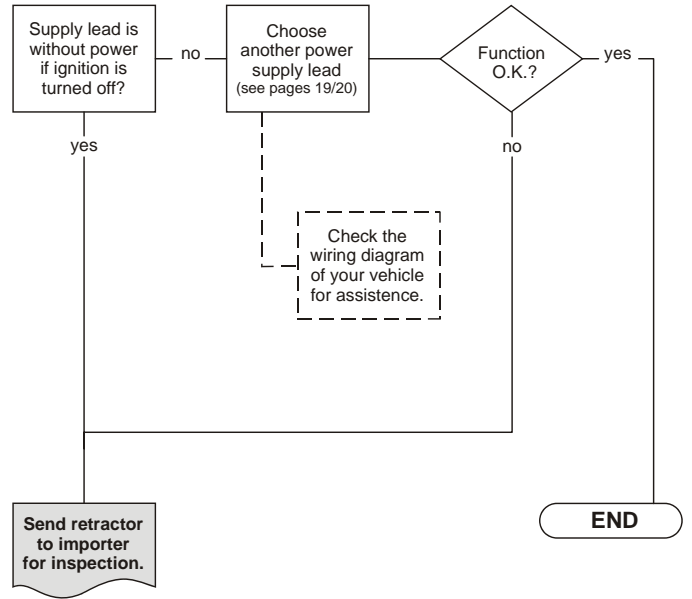 Supply lead is
without power
if ignition is
turned off?
no
Choose
another power
supply lead
(see pages 19/20)
Function
O.K.?
yes
yes
no
Check the
wiring diagram
of your vehicle
for assistence.
Send retractor
to importer
for inspection.
END